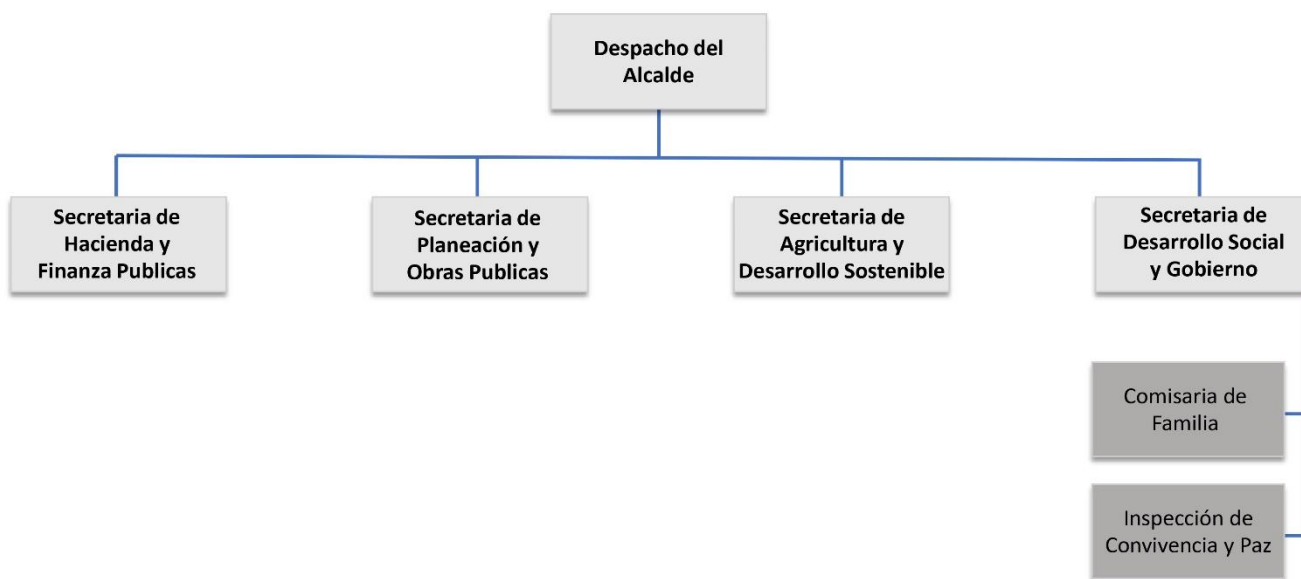 Despacho del
Alcalde
Secretaria de
Hacienda y
Finanza Publicas
Secretaria de
Planeación y
Obras Publicas
Secretaria de
Agricultura y
Desarrollo Sostenible
Secretaria de
Desarrollo Social
y Gobierno
Comisaria de
Familia
Inspección de
Convivencia y Paz